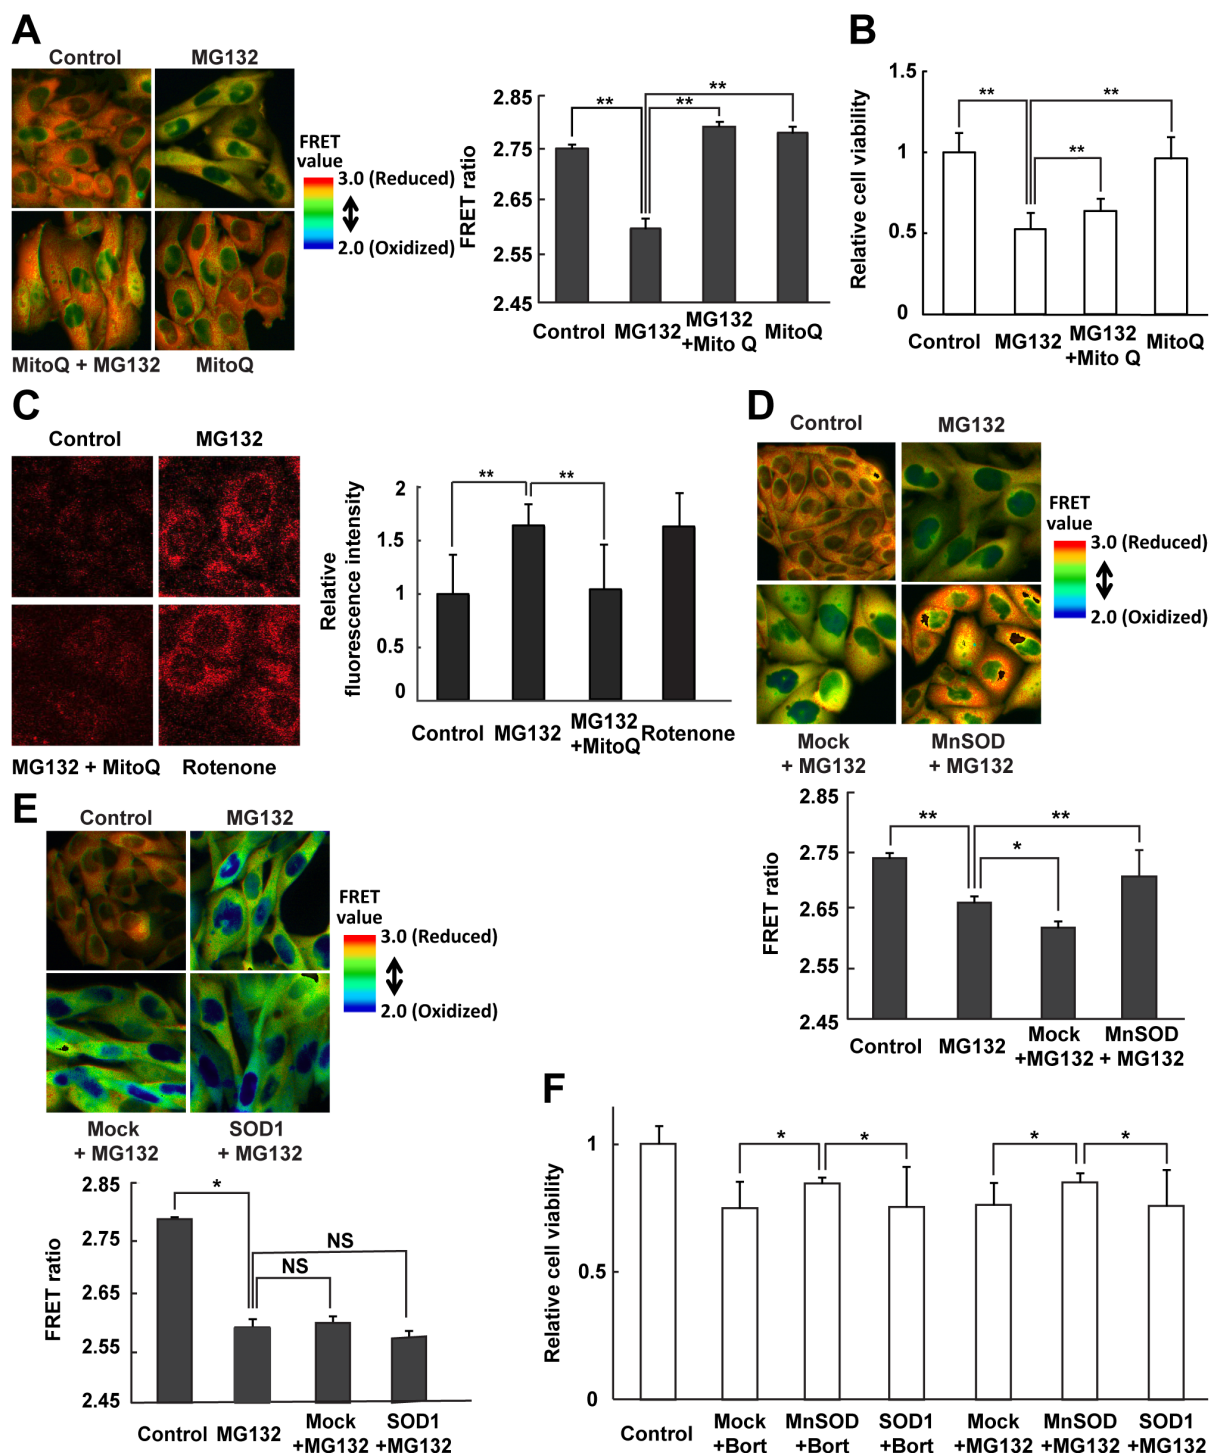 A
Control
MG132
FRET
value
3.0 (Reduced)
2.0 (Oxidized)
MitoQ + MG132
MitoQ
FRET ratio
2.85
2.75
2.65
2.55
2.45
**
**
**
Control
MG132
MG132
+Mito Q
MitoQ
B
Relative cell viability
1.5
1
0.5
0
**
**
**
Control
MG132
MG132
+Mito Q
MitoQ
C
Control
MG132
MG132 + MitoQ
Rotenone
Relative
fluorescence intensity
2
1.5
1
0.5
0
**
**
Control
MG132
MG132
+MitoQ
Rotenone
D
Control
MG132
FRET
value
3.0 (Reduced)
2.0 (Oxidized)
Mock
+ MG132
MnSOD
+ MG132
FRET ratio
2.85
2.75
2.65
2.55
2.45
**
**
*
Control
MG132
Mock
+MG132
MnSOD
+ MG132
E
Control
MG132
FRET
value
3.0 (Reduced)
2.0 (Oxidized)
Mock
+ MG132
SOD1
+ MG132
FRET ratio
2.85
2.75
2.65
2.55
2.45
*
NS
NS
Control
MG132
Mock
+MG132
SOD1
+MG132
F
Relative cell viability
1
0.5
0
*
*
*
*
Control
Mock
+Bort
MnSOD
+Bort
SOD1
+Bort
Mock
+MG132
MnSOD
+MG132
SOD1
+MG132